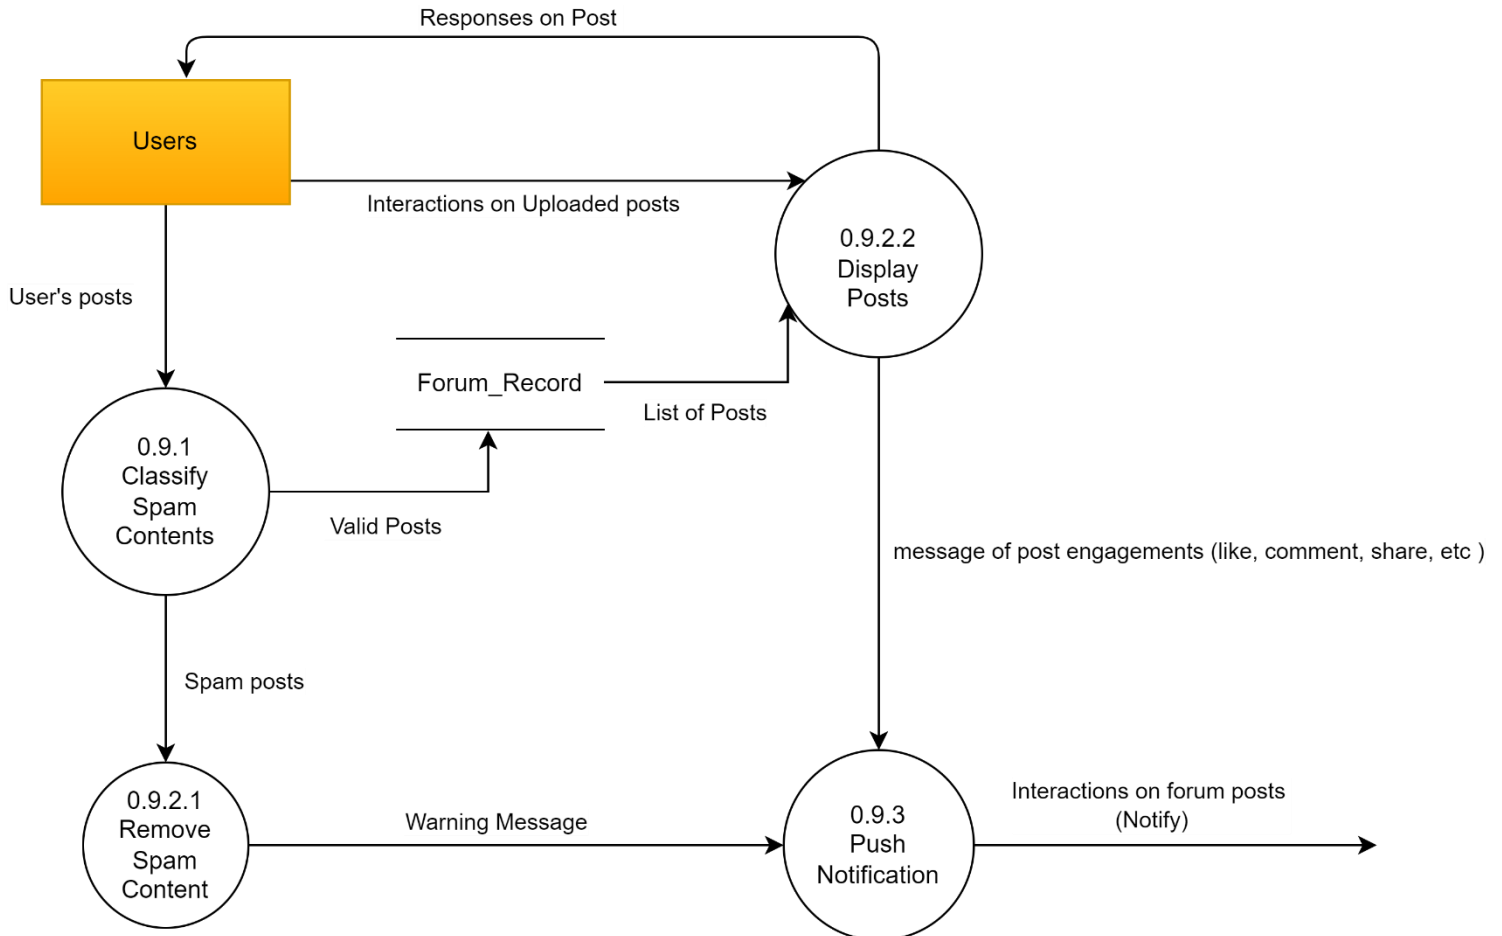 Responses on Post
Users
Interactions on Uploaded posts
0.9.2.2
Display
Posts
User's posts
Forum_Record
List of Posts
0.9.1
Classify
Spam
Contents
Valid Posts
message of post engagements (like, comment, share, etc )
Spam posts
0.9.2.1
Remove
Spam
Content
Warning Message
0.9.3
Push
Notification
Interactions on forum posts
(Notify)